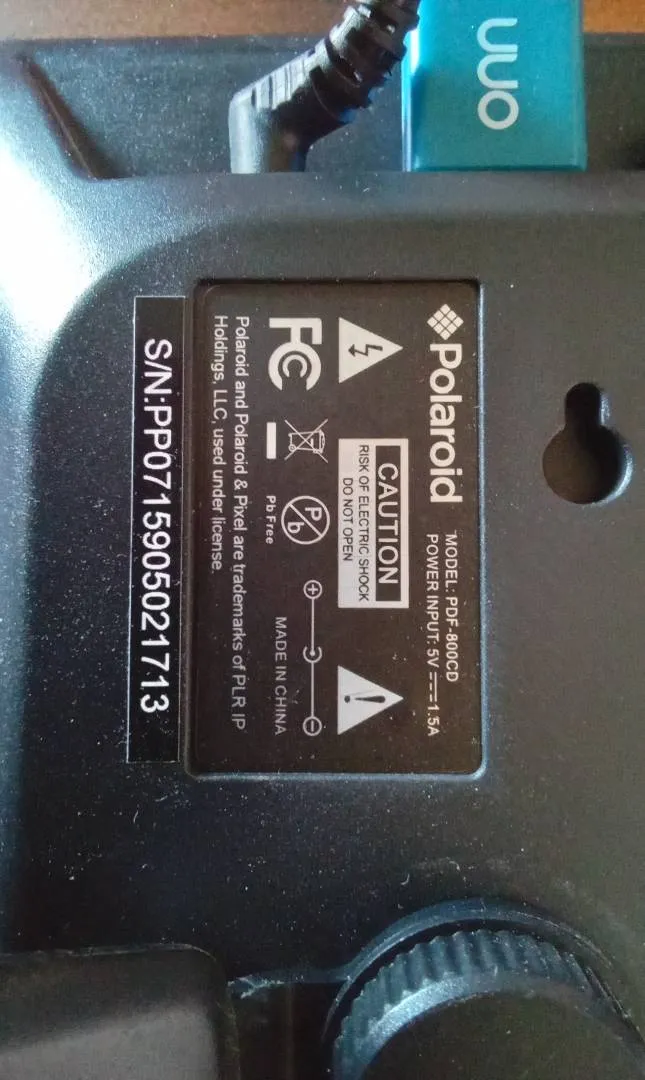 onn
Polaroid
MODEL: PDF-800CD
POWER INPUT: 5V⎓1.5A
CAUTION
RISK OF ELECTRIC SHOCK
DO NOT OPEN
FC
Pb
Pb Free
MADE IN CHINA
Polaroid and Polaroid & Pixel are trademarks of PLR IP
Holdings, LLC, used under license.
S/N:PP0715905021713